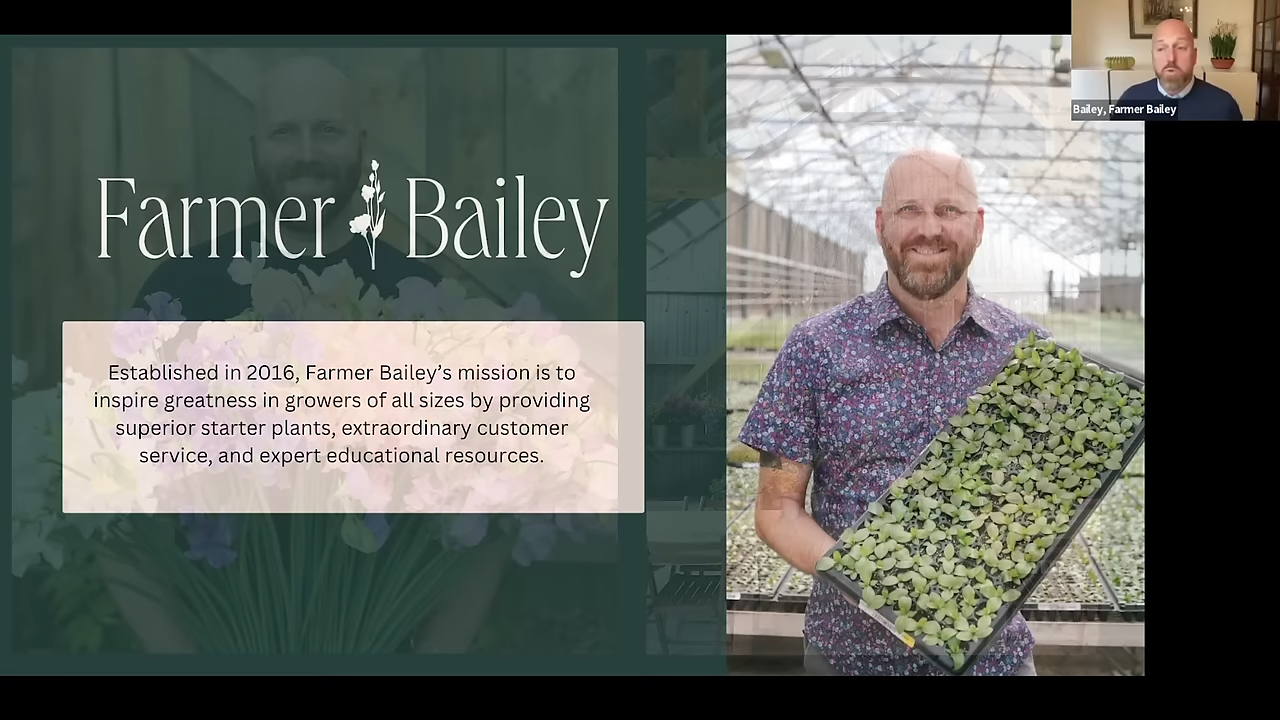 Farmer Bailey
Established in 2016, Farmer Bailey’s mission is to
inspire greatness in growers of all sizes by providing
superior starter plants, extraordinary customer
service, and expert educational resources.
Bailey, Farmer Bailey